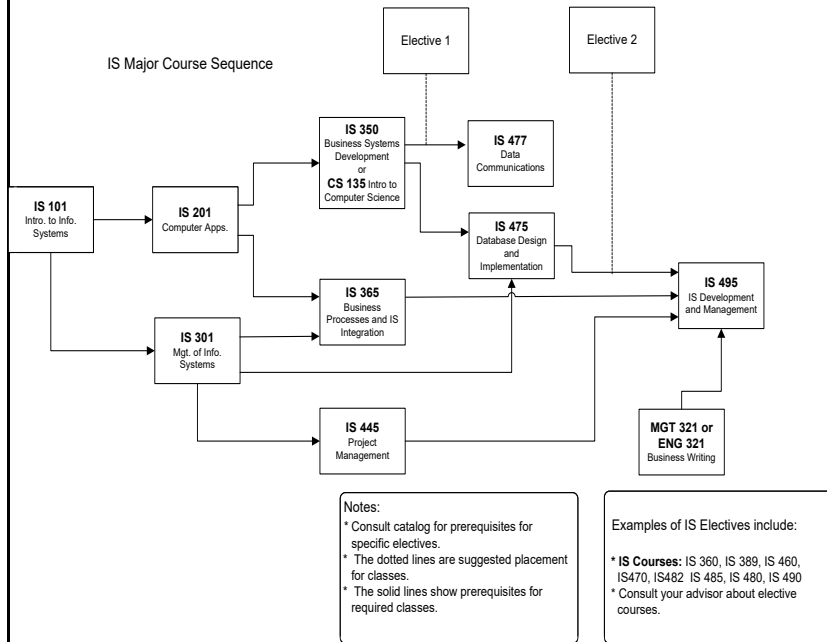 IS Major Course Sequence
Elective 1
Elective 2
IS 350
Business Systems
Development
or
CS 135 Intro to
Computer Science
IS 477
Data
Communications
IS 101
Intro. to Info.
Systems
IS 201
Computer Apps.
IS 475
Database Design
and
Implementation
IS 495
IS Development
and Management
IS 365
Business
Processes and IS
Integration
IS 301
Mgt. of Info.
Systems
IS 445
Project
Management
MGT 321 or
ENG 321
Business Writing
Notes:
* Consult catalog for prerequisites for
specific electives.
* The dotted lines are suggested placement
for classes.
* The solid lines show prerequisites for
required classes.
Examples of IS Electives include:
* IS Courses: IS 360, IS 389, IS 460,
IS470, IS482 IS 485, IS 480, IS 490
* Consult your advisor about elective
courses.